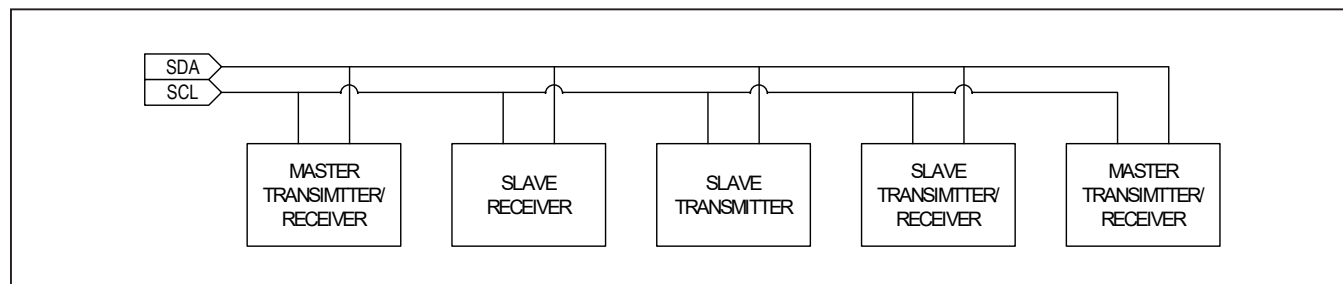 SDA
SCL
MASTER
TRANSIMTTER/
RECEIVER
SLAVE
RECEIVER
SLAVE
TRANSMITTER
SLAVE
TRANSIMTTER/
RECEIVER
MASTER
TRANSIMTTER/
RECEIVER